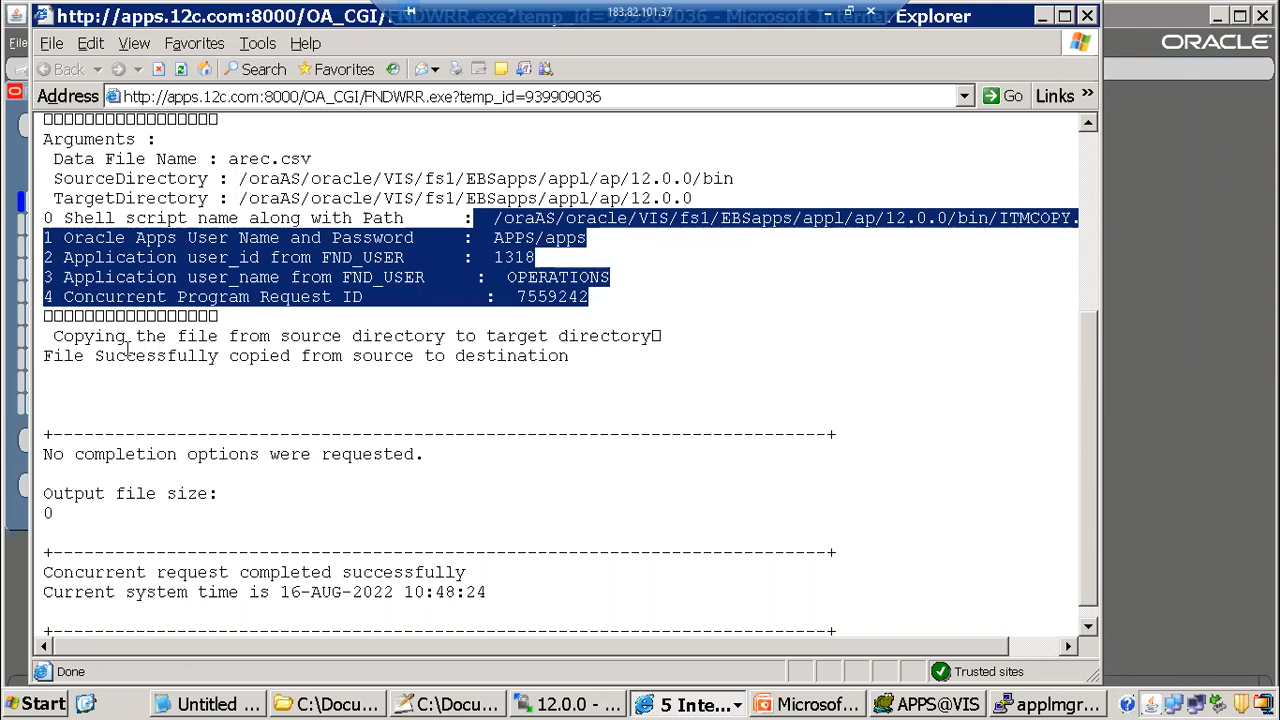 http://apps.12c.com:8000/OA_CGI/FNDWRR.exe?temp_id=
9036 - Microsoft Internet Explorer
183.82.101.37
File Edit View Favorites Tools Help
ORACLE
Back Search Favorites
Address http://apps.12c.com:8000/OA_CGI/FNDWRR.exe?temp_id=939909036 Go Links »
Arguments :
Data File Name : arec.csv
SourceDirectory : /oraAS/oracle/VIS/fs1/EBSapps/appl/ap/12.0.0/bin
TargetDirectory : /oraAS/oracle/VIS/fs1/EBSapps/appl/ap/12.0.0
0 Shell script name along with Path : /oraAS/oracle/VIS/fs1/EBSapps/appl/ap/12.0.0/bin/ITMCOPY.
1 Oracle Apps User Name and Password : APPS/apps
2 Application user_id from FND_USER : 1318
3 Application user_name from FND_USER : OPERATIONS
4 Concurrent Program Request ID : 7559242
Copying the file from source directory to target directory
File Successfully copied from source to destination
+---------------------------------------------------------------------------+
No completion options were requested.
Output file size:
0
+---------------------------------------------------------------------------+
Concurrent request completed successfully
Current system time is 16-AUG-2022 10:48:24
+---------------------------------------------------------------------------+
Done Trusted sites
Start Untitled ... C:\Docu... C:\Docu... 12.0.0 - ... 5 Inte... Microsof... APPS@VIS applmgr...